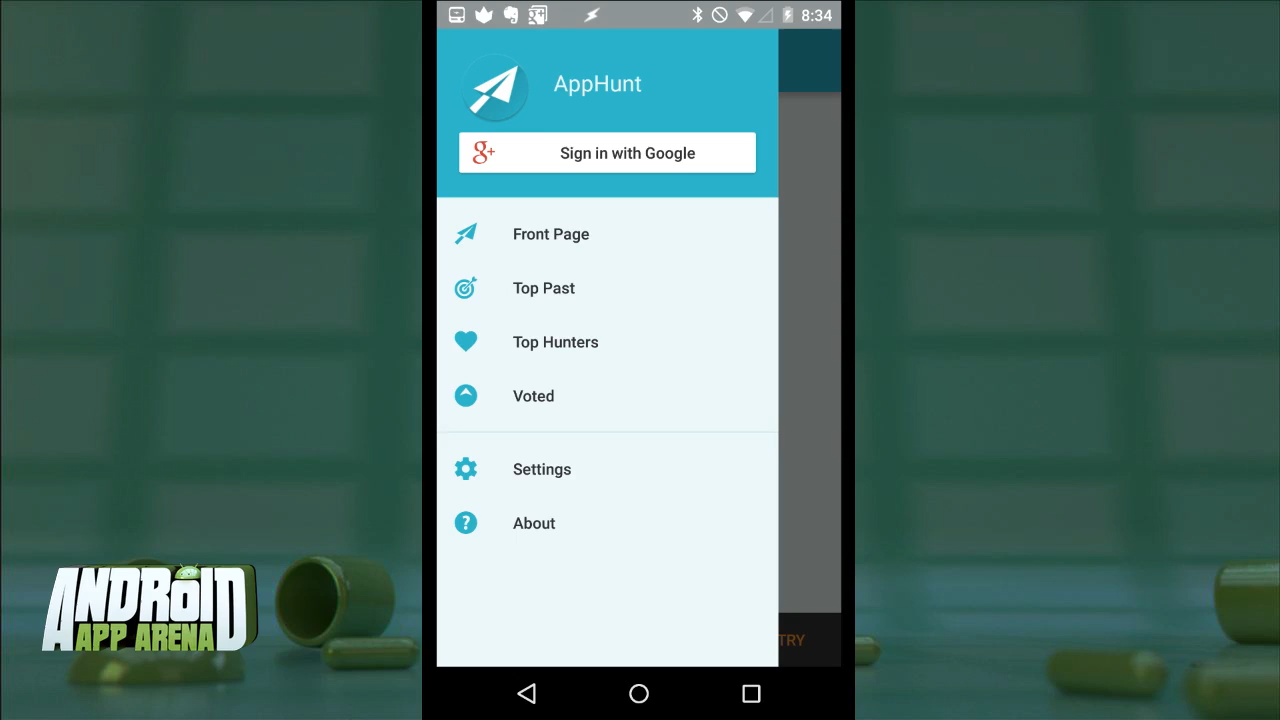 8:34
AppHunt
g+ Sign in with Google
Front Page
Top Past
Top Hunters
Voted
Settings
About
TRY
ANDROID
APP ARENA